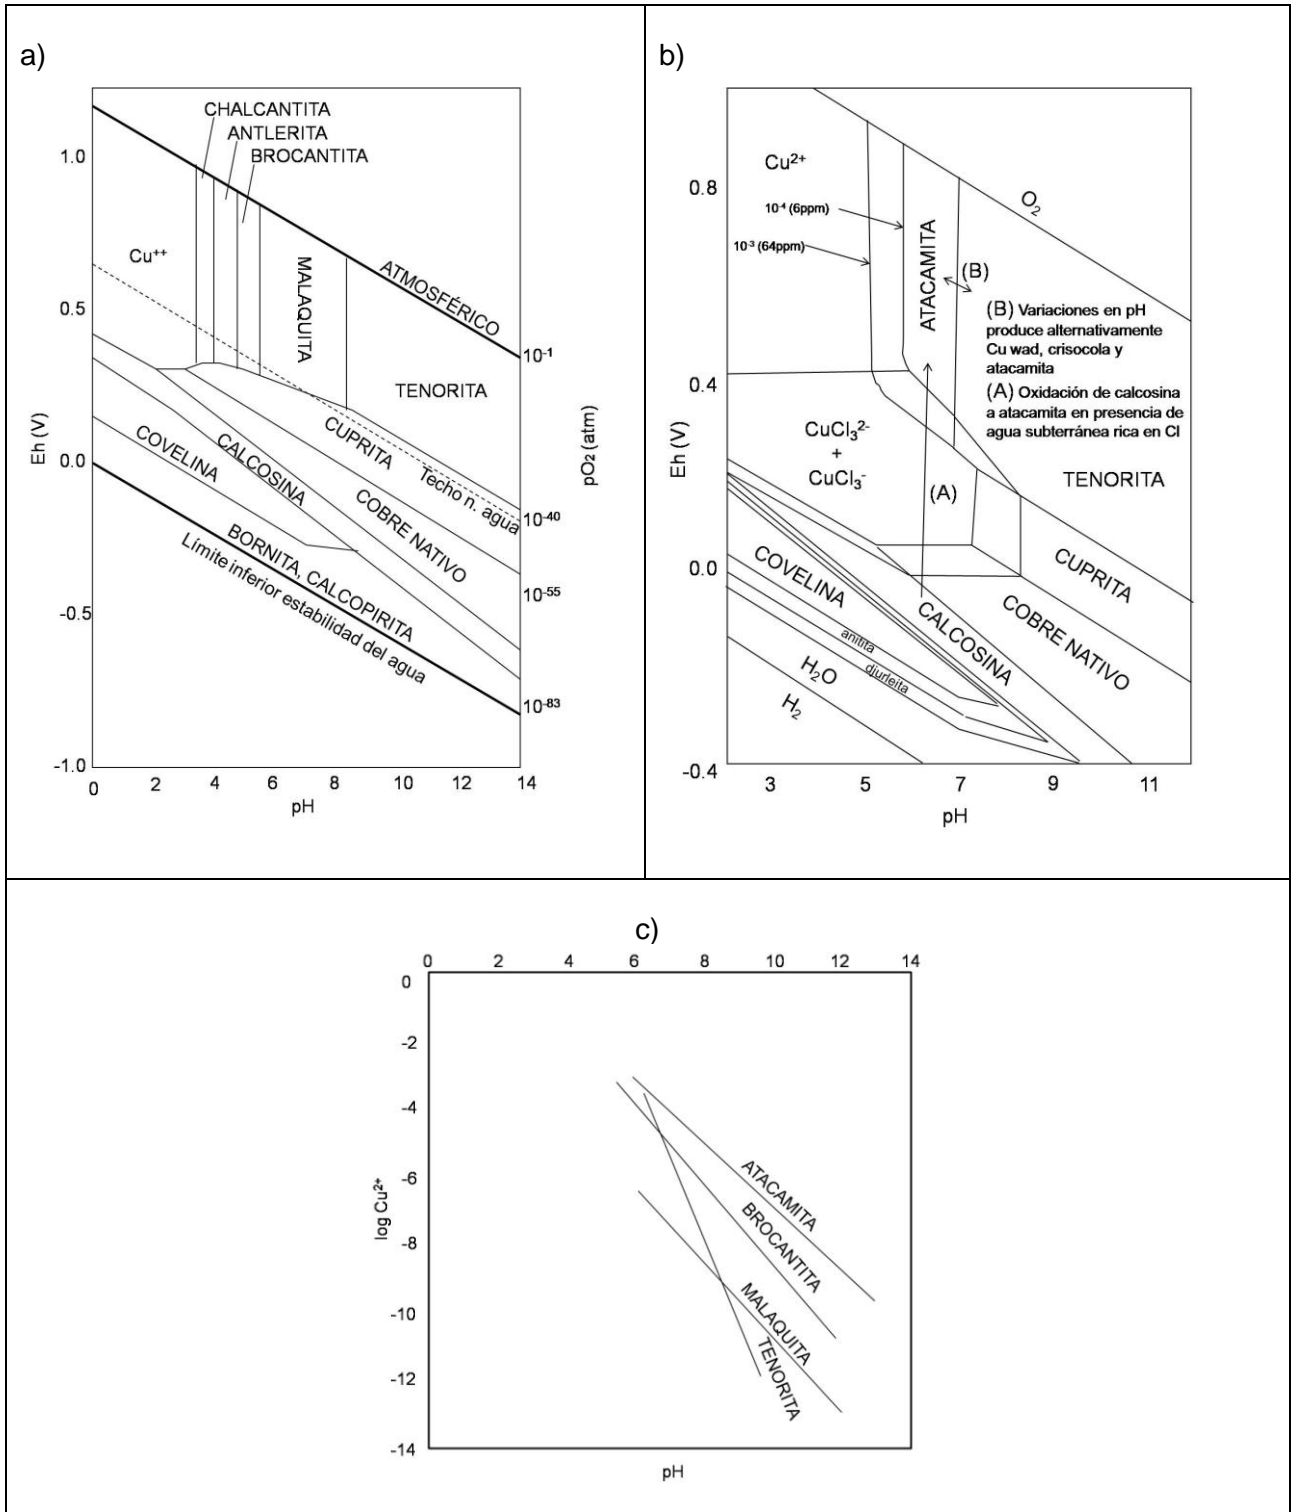 a)
CHALCANTITA
ANTLERITA
BROCANTITA
1.0
Cu++
MALAQUITA
ATMOSFÉRICO
0.5
10-1
TENORITA
Eh (V)
pO2 (atm)
CUPRITA
0.0
COVELINA
CALCOSINA
Techo n. agua
10-40
COBRE NATIVO
BORNITA, CALCOPIRITA
Límite inferior estabilidad del agua
10-55
-0.5
10-83
-1.0
0 2 4 6 8 10 12 14
pH
b)
Cu2+
0.8
O2
10-4 (6ppm)
10-3 (64ppm)
ATACAMITA
(B)
(B) Variaciones en pH
produce alternativamente
Cu wad, crisocola y
atacamita
(A) Oxidación de calcosina
a atacamita en presencia de
agua subterránea rica en Cl
0.4
Eh (V)
CuCl32-
+
CuCl3-
TENORITA
(A)
0.0
COVELINA
CUPRITA
CALCOSINA
COBRE NATIVO
anitita
djurleita
H2O
H2
-0.4
3 5 7 9 11
pH
c)
0 2 4 6 8 10 12 14
0
-2
-4
-6
-8
-10
-12
-14
log Cu2+
ATACAMITA
BROCANTITA
MALAQUITA
TENORITA
pH